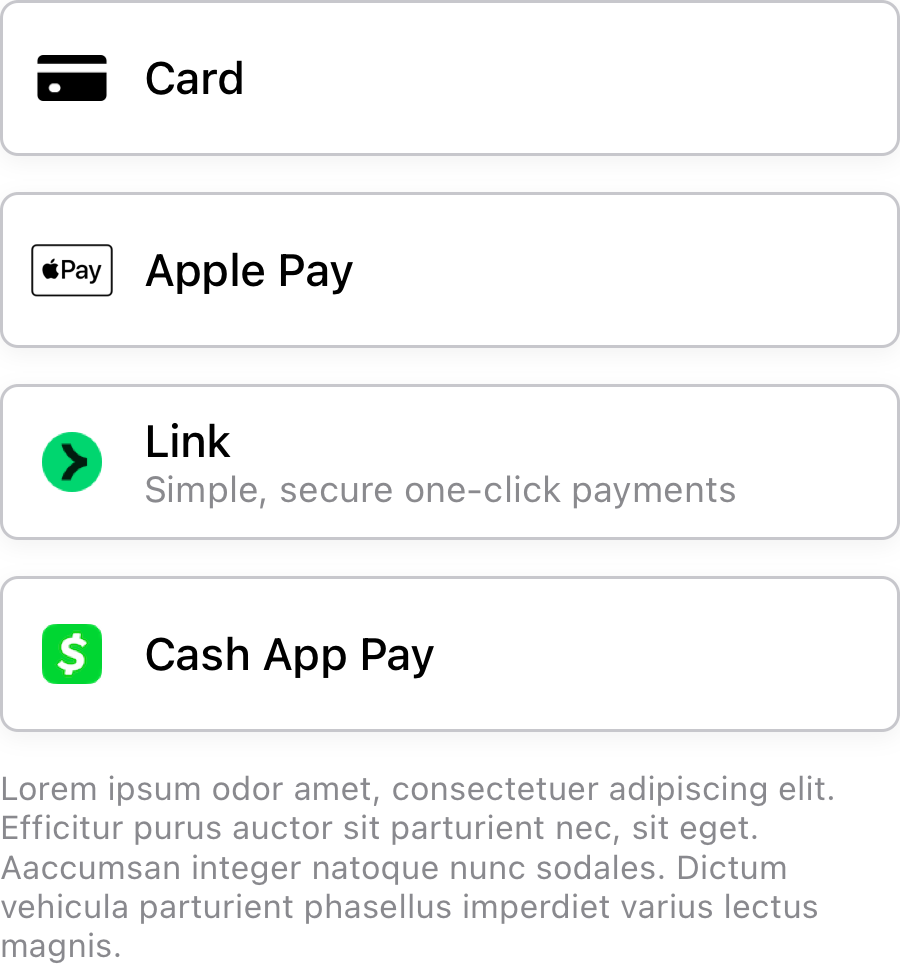 Card
Pay
Apple Pay
Link
Simple, secure one-click payments
$
Cash App Pay
Lorem ipsum odor amet, consectetuer adipiscing elit.
Efficitur purus auctor sit parturient nec, sit eget.
Aaccumsan integer natoque nunc sodales. Dictum
vehicula parturient phasellus imperdiet varius lectus
magnis.